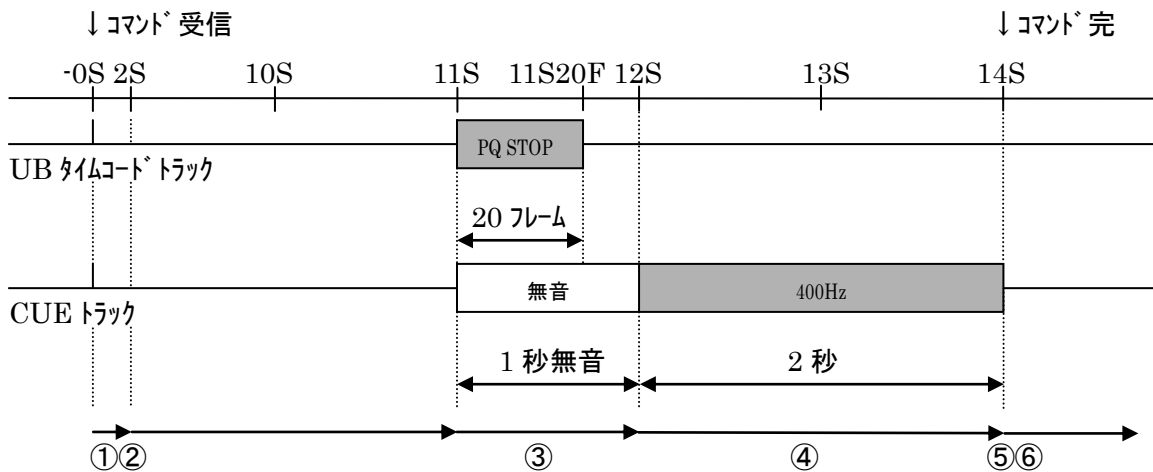 ↓ｺﾏﾝﾄﾞ受信 ↓ｺﾏﾝﾄﾞ完
-0S 2S 10S 11S 11S20F 12S 13S 14S
PQ STOP
UB ﾀｲﾑｺｰﾄﾞﾄﾗｯｸ
20 ﾌﾚｰﾑ
無音 400Hz
CUE ﾄﾗｯｸ
1 秒無音 2 秒
①② ③ ④ ⑤⑥